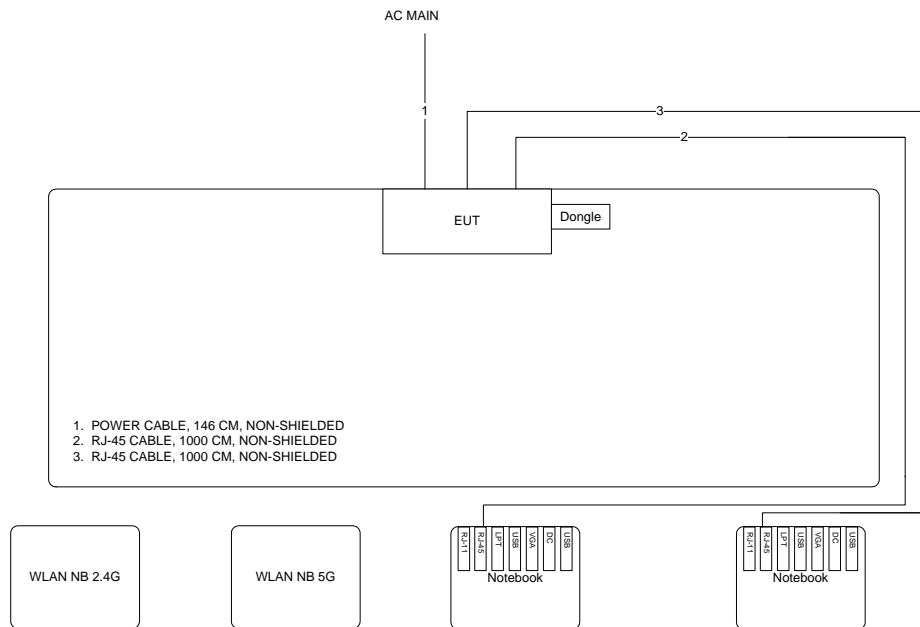 AC MAIN
1
3
2
EUT
Dongle
1. POWER CABLE, 146 CM, NON-SHIELDED
2. RJ-45 CABLE, 1000 CM, NON-SHIELDED
3. RJ-45 CABLE, 1000 CM, NON-SHIELDED
WLAN NB 2.4G
WLAN NB 5G
RJ-11
RJ-45
LPT
USB
VGA
DC
USB
Notebook
RJ-11
RJ-45
LPT
USB
VGA
DC
USB
Notebook